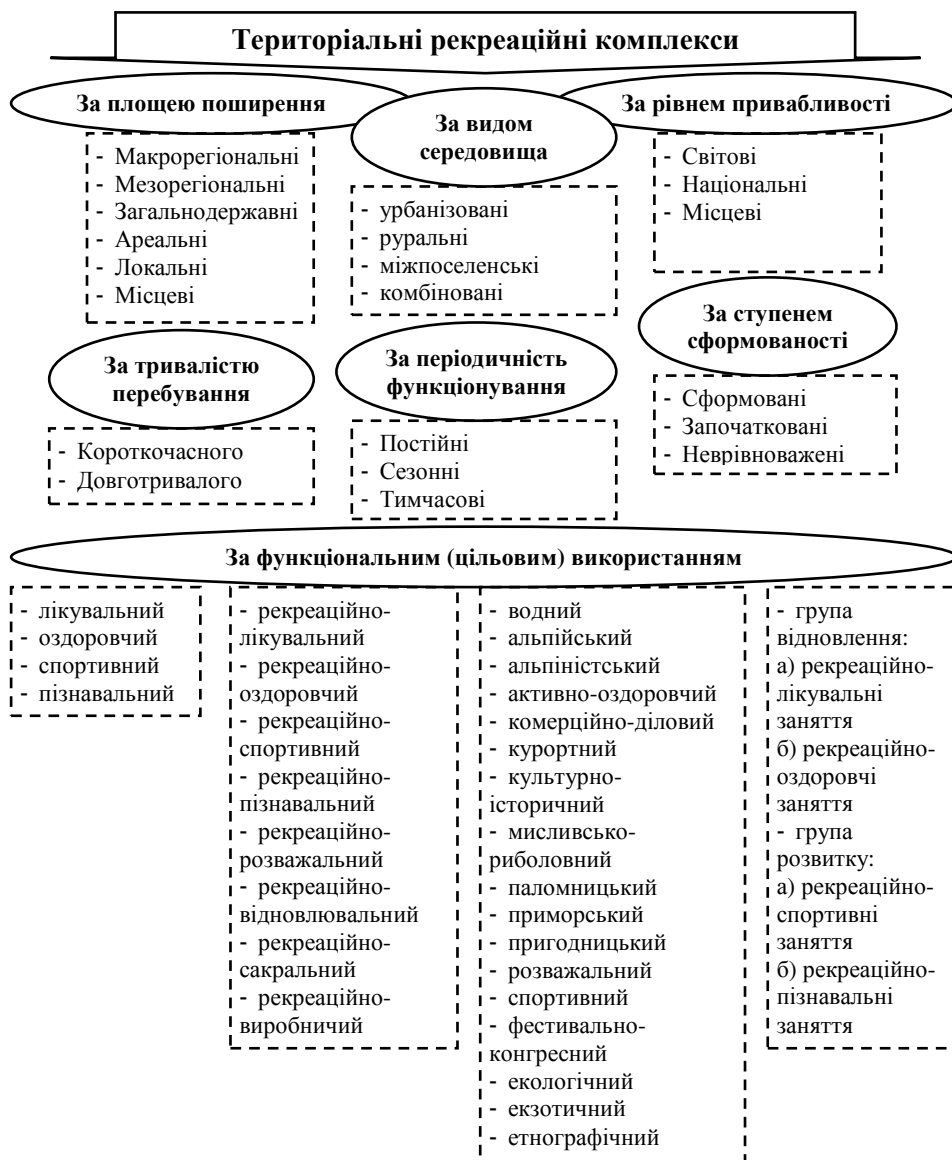 Територіальні рекреаційні комплекси
За площею поширення
- Макрорегіональні
- Мезорегіональні
- Загальнодержавні
- Ареальні
- Локальні
- Місцеві
За видом
середовища
- урбанізовані
- руральні
- міжпоселенські
- комбіновані
За рівнем привабливості
- Світові
- Національні
- Місцеві
За тривалістю
перебування
- Короткочасного
- Довготривалого
За періодичність
функціонування
- Постійні
- Сезонні
- Тимчасові
За ступенем
сформованості
- Сформовані
- Започатковані
- Неврівноважені
За функціональним (цільовим) використанням
- лікувальний
- оздоровчий
- спортивний
- пізнавальний
- рекреаційно-
лікувальний
- рекреаційно-
оздоровчий
- рекреаційно-
спортивний
- рекреаційно-
пізнавальний
- рекреаційно-
розважальний
- рекреаційно-
відновлювальний
- рекреаційно-
сакральний
- рекреаційно-
виробничий
- водний
- альпійський
- альпіністський
- активно-оздоровчий
- комерційно-діловий
- курортний
- культурно-
історичний
- мисливсько-
риболовний
- паломницький
- приморський
- пригодницький
- розважальний
- спортивний
- фестивально-
конгресний
- екологічний
- екзотичний
- етнографічний
- група
відновлення:
а) рекреаційно-
лікувальні
заняття
б) рекреаційно-
оздоровчі
заняття
- група
розвитку:
а) рекреаційно-
спортивні
заняття
б) рекреаційно-
пізнавальні
заняття